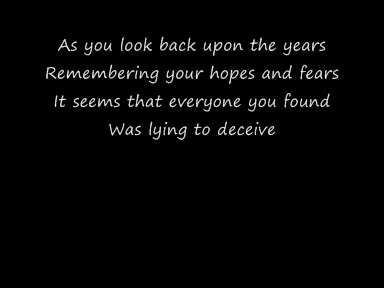 As you look back upon the years
Remembering your hopes and fears
It seems that everyone you found
Was lying to deceive